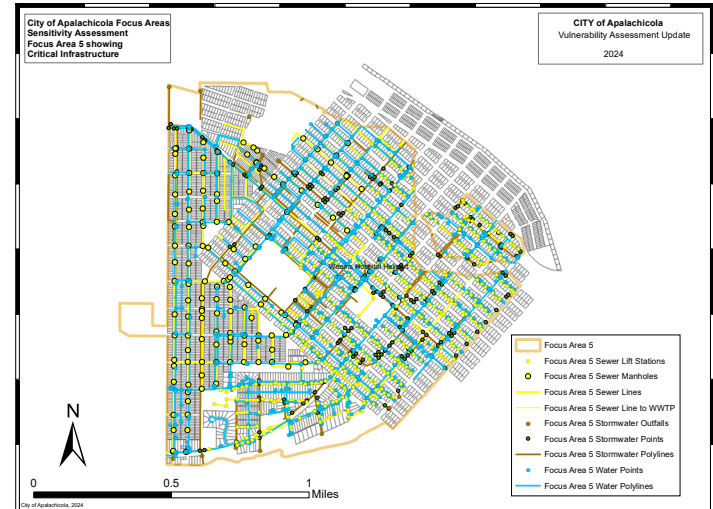 City of Apalachicola Focus Areas
Sensitivity Assessment
Focus Area 5 showing
Critical Infrastructure
CITY of Apalachicola
Vulnerability Assessment Update
2024
Weems Hospital Heliport
Focus Area 5
Focus Area 5 Sewer Lift Stations
Focus Area 5 Sewer Manholes
Focus Area 5 Sewer Lines
Focus Area 5 Sewer Line to WWTP
Focus Area 5 Stormwater Outfalls
Focus Area 5 Stormwater Points
Focus Area 5 Stormwater Polylines
Focus Area 5 Water Points
Focus Area 5 Water Polylines
N
0 0.5 1
Miles
City of Apalachicola, 2024